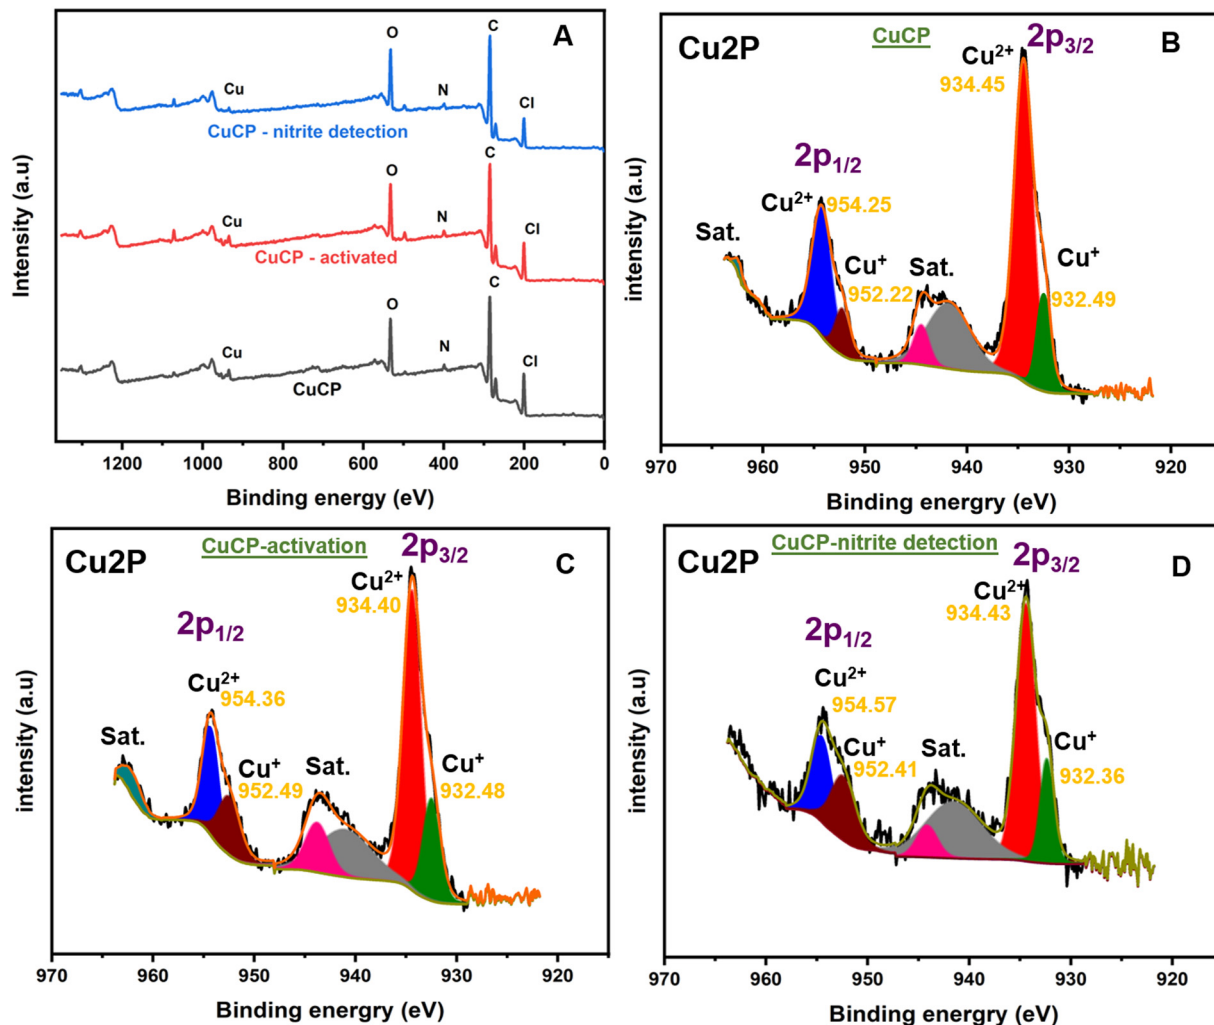 A
Intensity (a.u)
O
C
Cu
N
Cl
CuCP - nitrite detection
O
C
Cu
N
Cl
CuCP - activated
O
C
Cu
N
Cl
CuCP
1200 1000 800 600 400 200 0
Binding energy (eV)
B
Cu2P
CuCP
2p3/2
Cu2+
934.45
2p1/2
Cu2+ 954.25
Sat.
Cu+
952.22
Sat.
Cu+
932.49
intensity (a.u)
970 960 950 940 930 920
Binding energry (eV)
C
Cu2P
CuCP-activation
2p3/2
Cu2+
934.40
2p1/2
Cu2+
954.36
Sat.
Cu+
952.49
Sat.
Cu+
932.48
intensity (a.u)
970 960 950 940 930
Binding energry (eV)
D
Cu2P
CuCP-nitrite detection
2p3/2
Cu2+
934.43
2p1/2
Cu2+
954.57
Cu+
952.41
Sat.
Cu+
932.36
intensity (a.u)
970 960 950 940 930 920
Binding energry (eV)